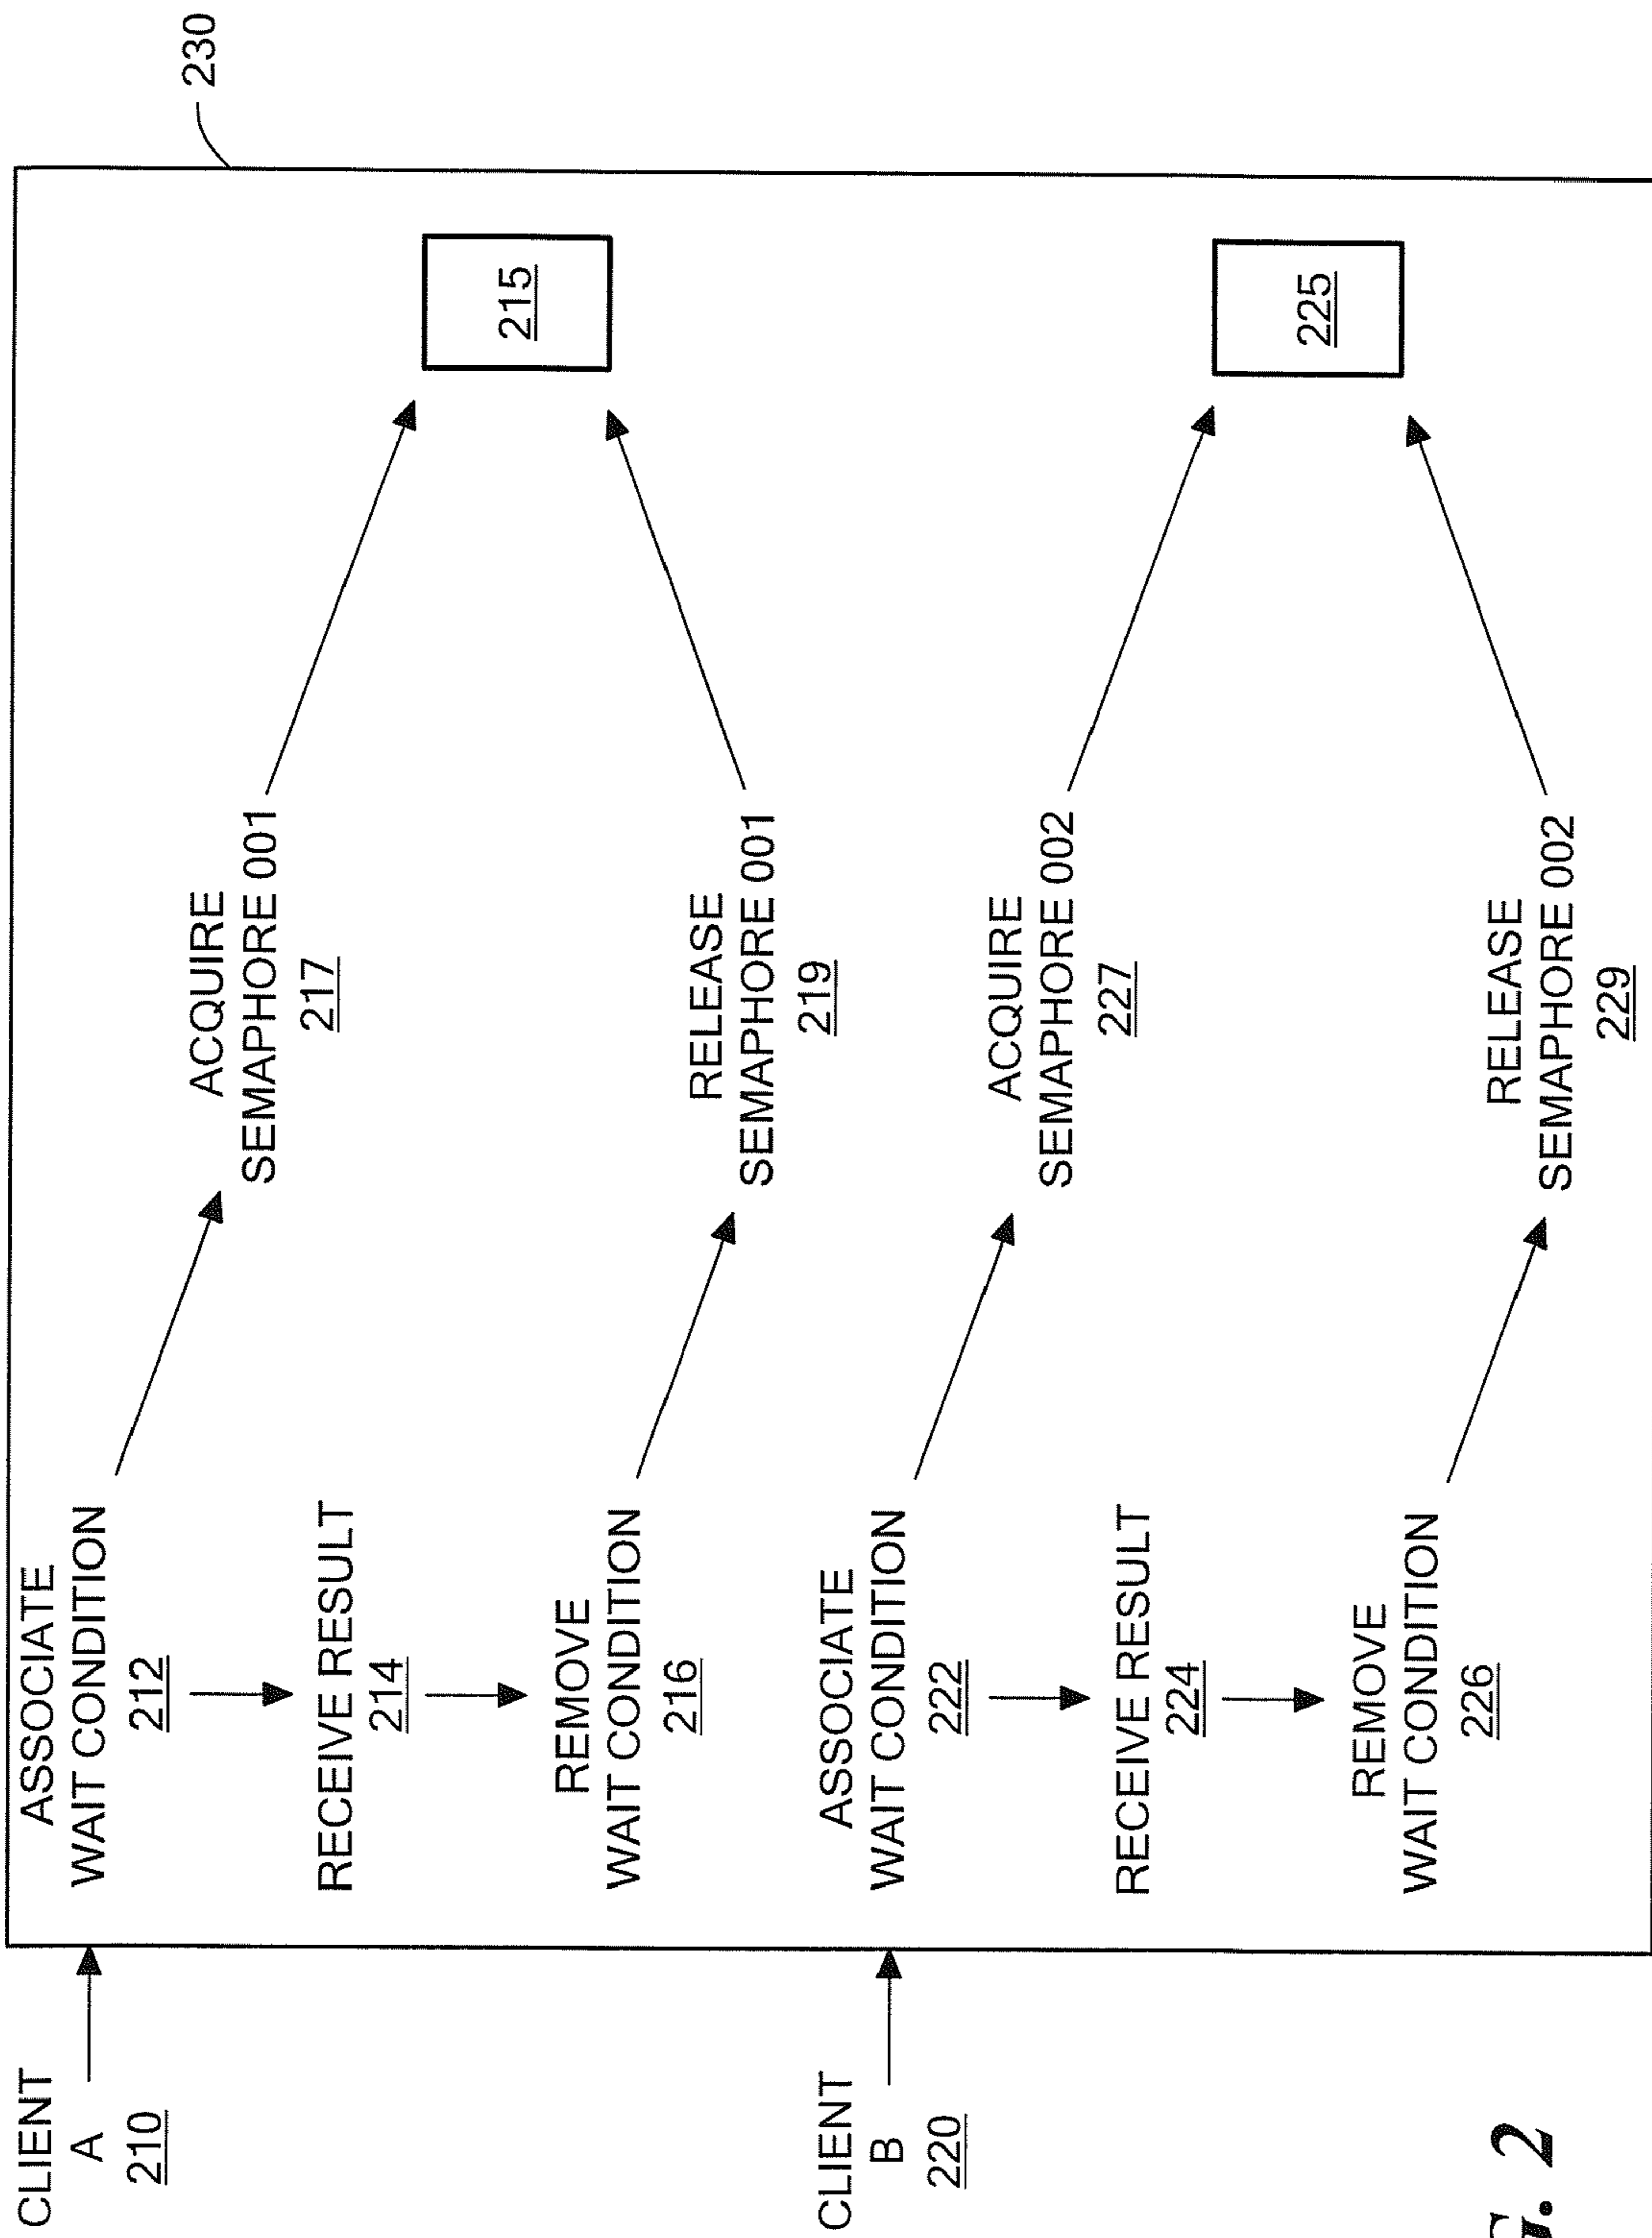 230
CLIENT
A
210
ASSOCIATE
WAIT CONDITION
212
RECEIVE RESULT
214
REMOVE
WAIT CONDITION
216
ACQUIRE
SEMAPHORE 001
217
RELEASE
SEMAPHORE 001
219
215
CLIENT
B
220
ASSOCIATE
WAIT CONDITION
222
RECEIVE RESULT
224
REMOVE
WAIT CONDITION
226
ACQUIRE
SEMAPHORE 002
227
RELEASE
SEMAPHORE 002
229
225
G. 2